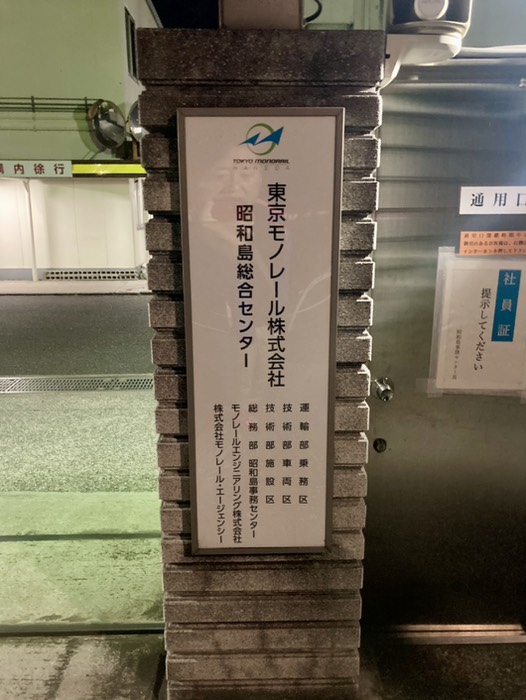 TOKYO MONORAIL
HANEDA
東京モノレール株式会社
昭和島総合センター
運輸部乗務区
技術部車両区
技術部施設区
総務部 昭和島事務センター
モノレールエンジニアリング株式会社
株式会社モノレール・エージェンシー
構内徐行
通用口
社員証
提示してください